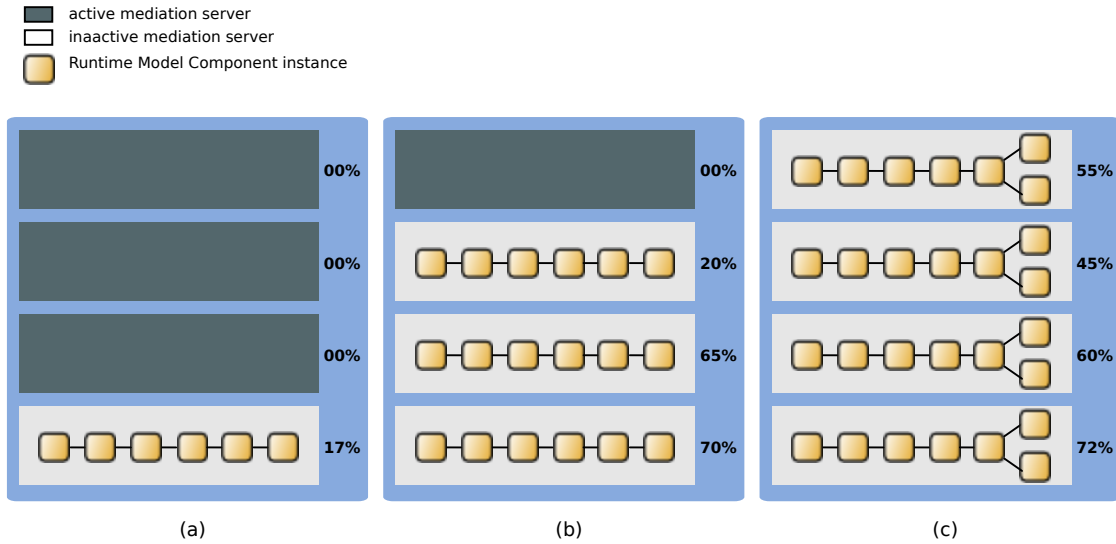 active mediation server
inaactive mediation server
Runtime Model Component instance
00%
00%
00%
17%
(a)
00%
20%
65%
70%
(b)
55%
45%
60%
72%
(c)